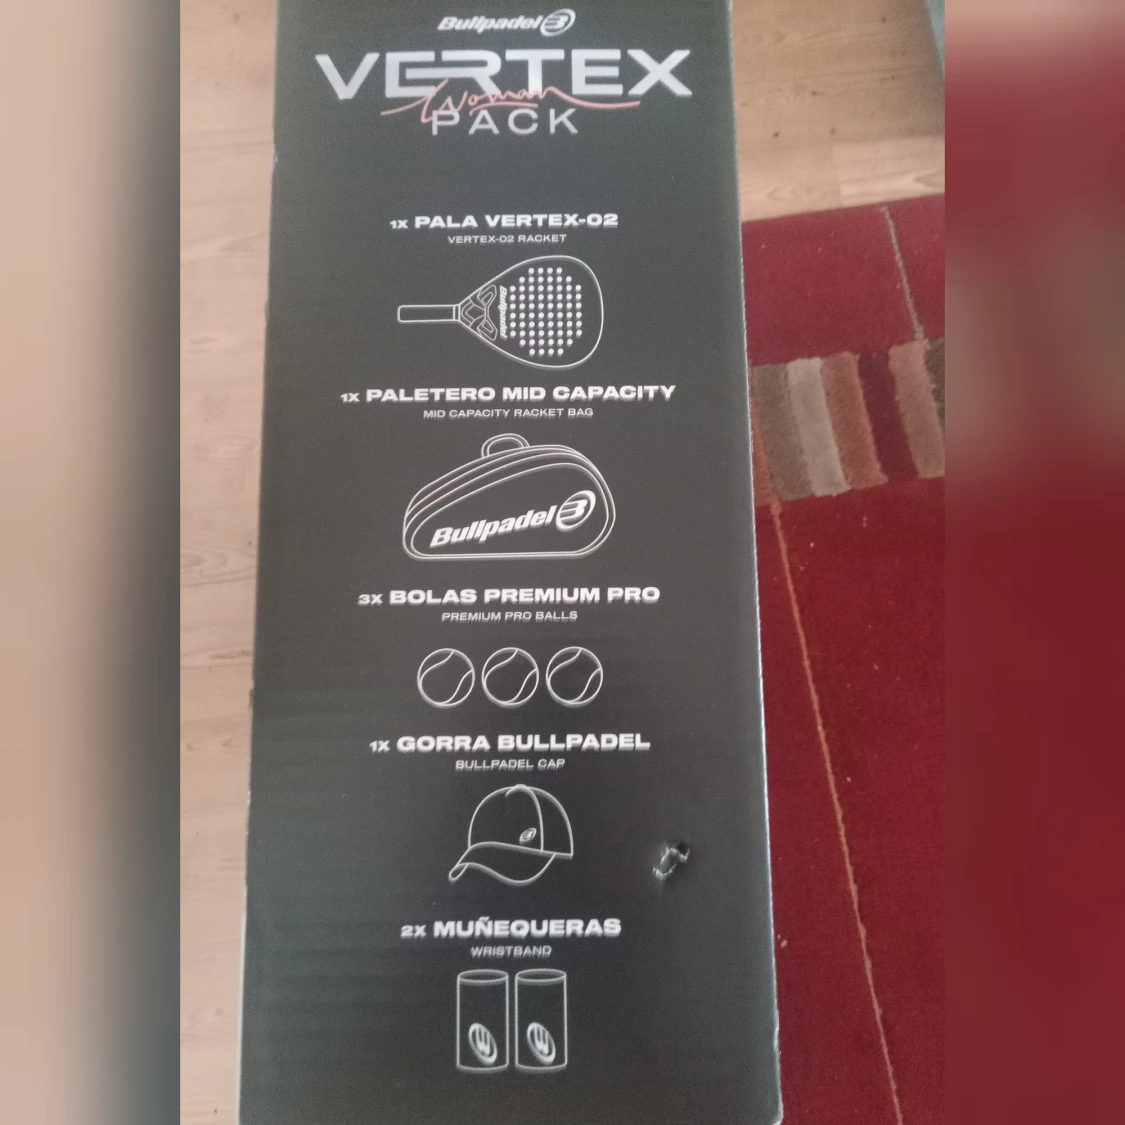 Bullpadel
VERTEX
Woman
PACK
1X PALA VERTEX-02
VERTEX-02 RACKET
Bullpadel
1X PALETERO MID CAPACITY
MID CAPACITY RACKET BAG
Bullpadel
3X BOLAS PREMIUM PRO
PREMIUM PRO BALLS
1X GORRA BULLPADEL
BULLPADEL CAP
2X MUÑEQUERAS
WRISTBAND